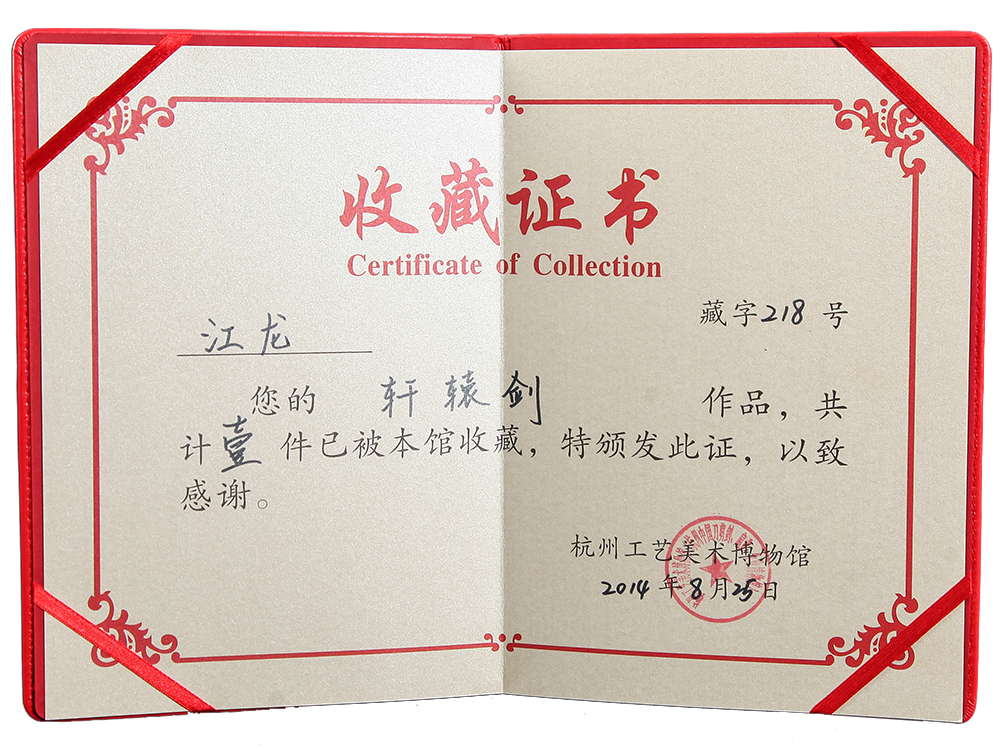 收藏证书
Certificate of Collection
藏字218号
江龙
您的 轩辕剑 作品，共
计壹件已被本馆收藏，特颁发此证，以致
感谢。
杭州工艺美术博物馆
2014年8月25日